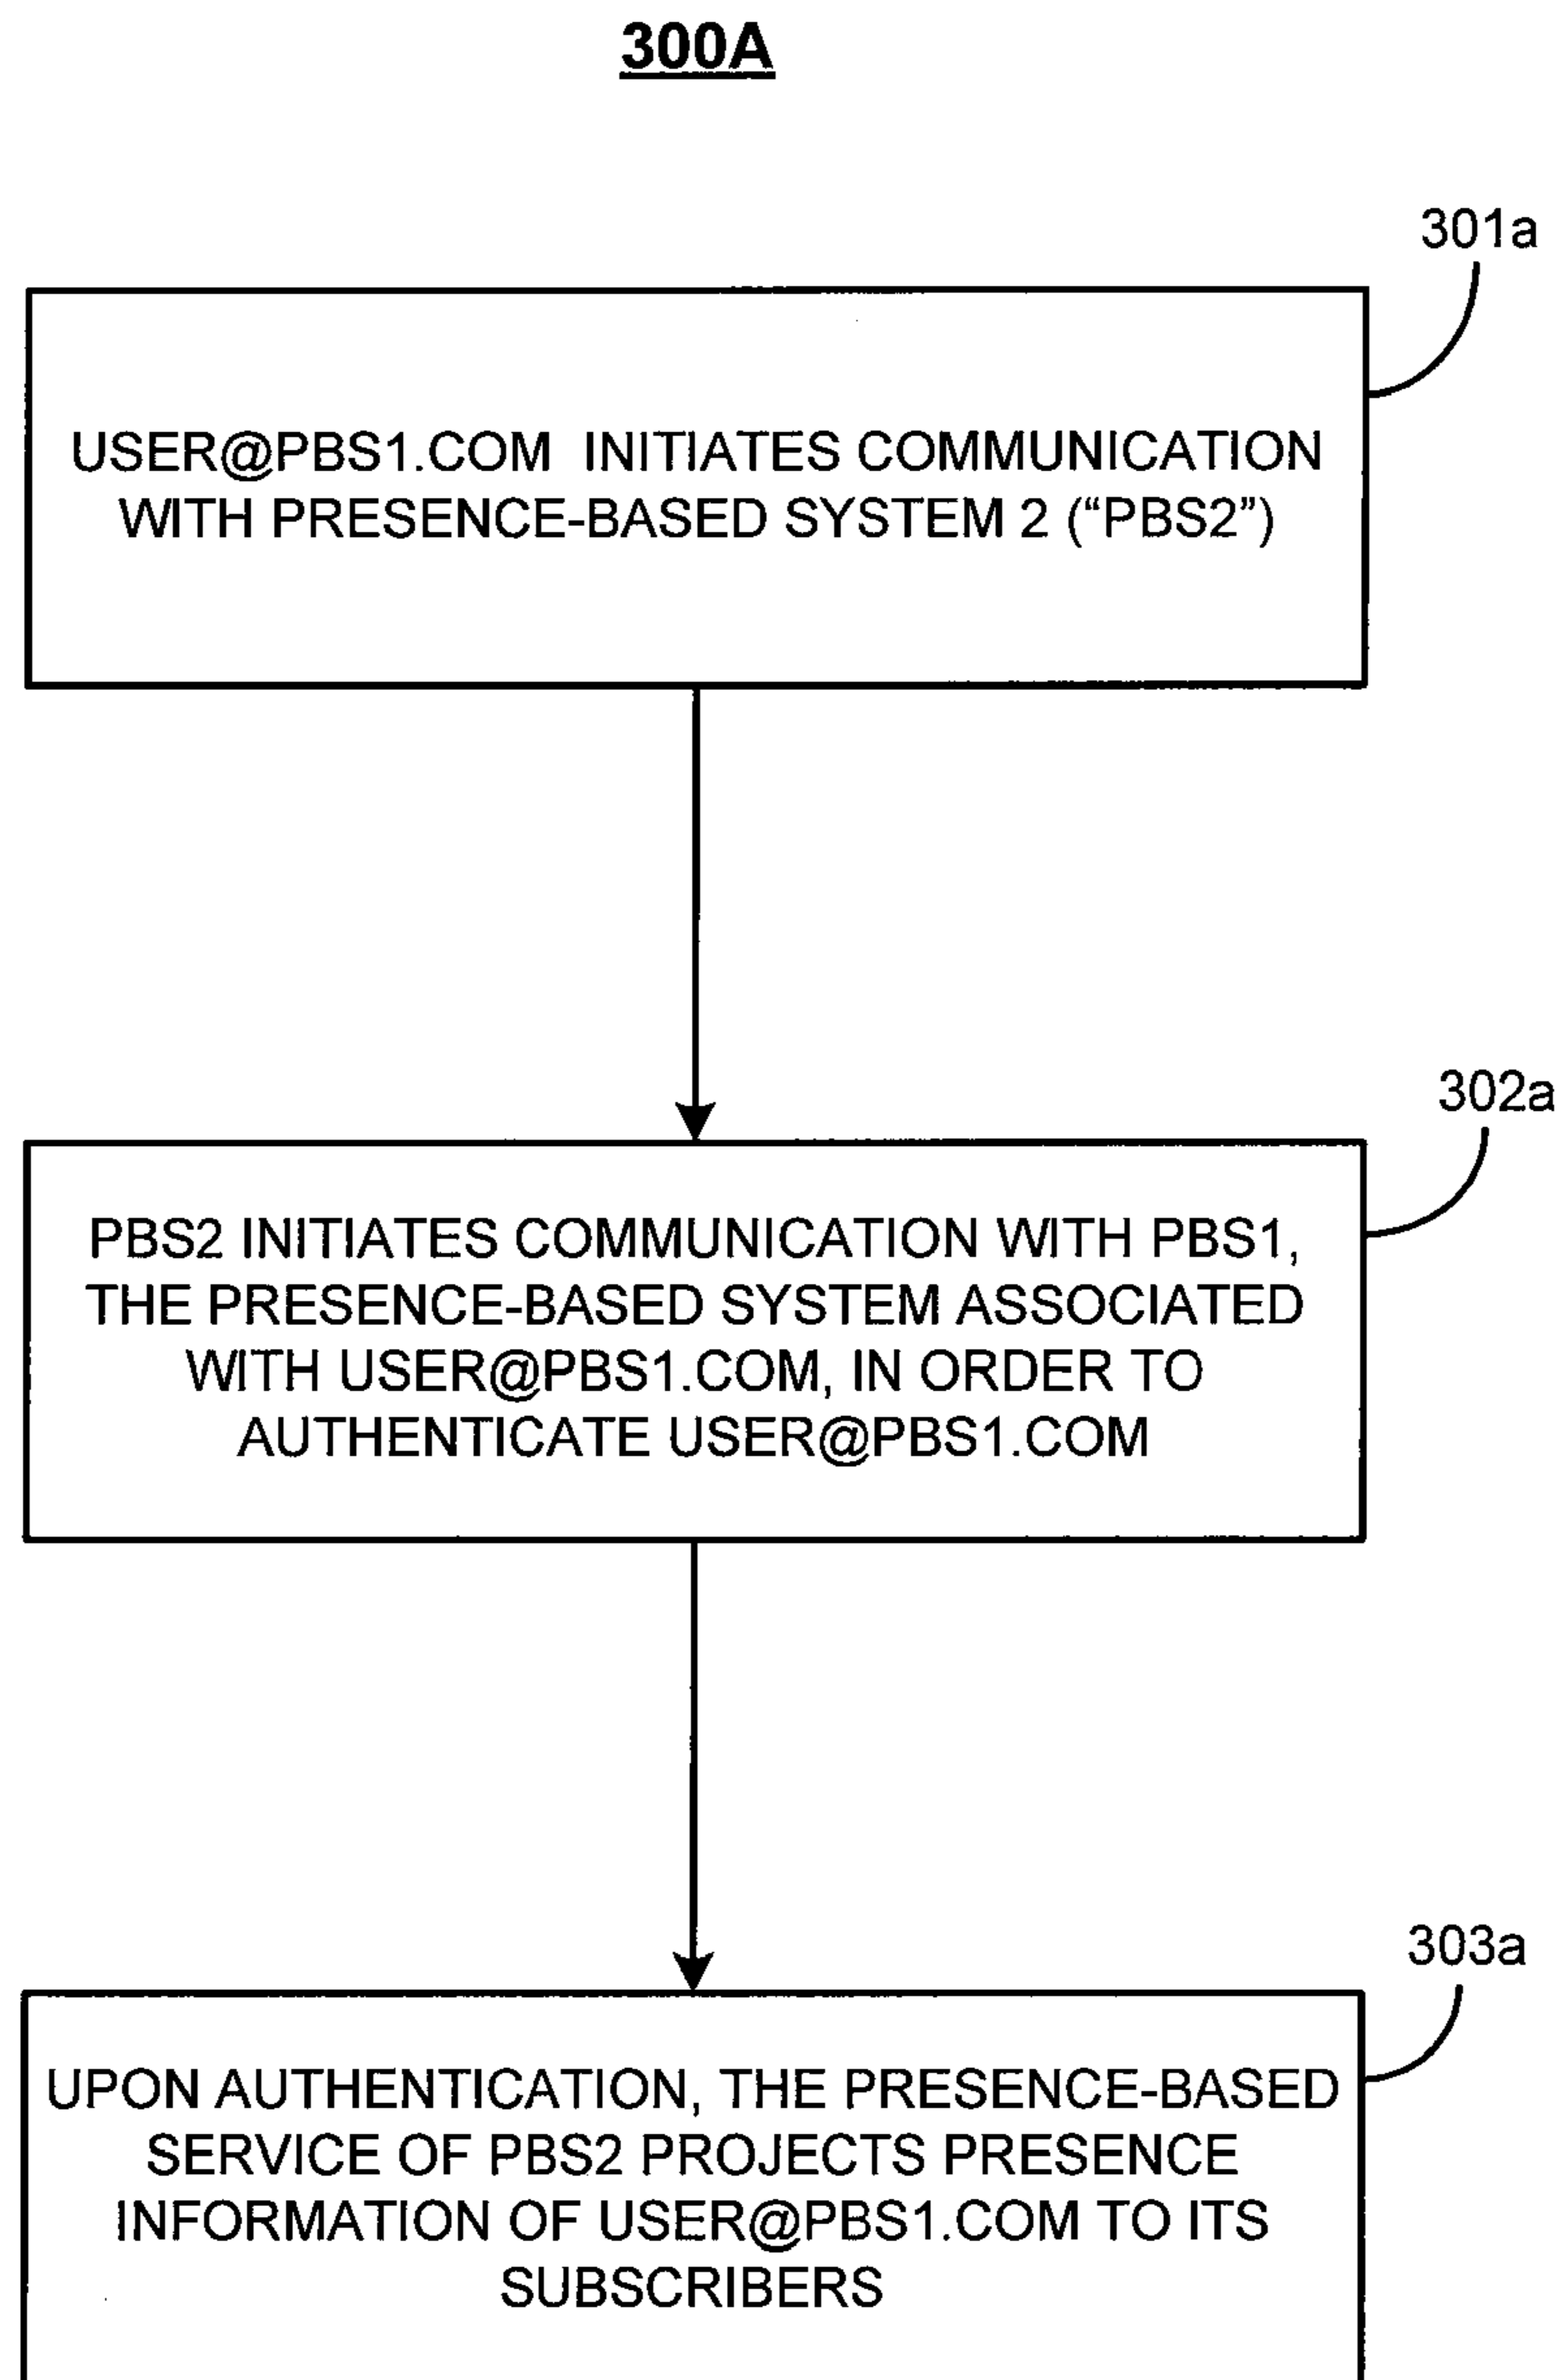 300A
301a
USER@PBS1.COM INITIATES COMMUNICATION
WITH PRESENCE-BASED SYSTEM 2 (“PBS2”)
302a
PBS2 INITIATES COMMUNICATION WITH PBS1,
THE PRESENCE-BASED SYSTEM ASSOCIATED
WITH USER@PBS1.COM, IN ORDER TO
AUTHENTICATE USER@PBS1.COM
303a
UPON AUTHENTICATION, THE PRESENCE-BASED
SERVICE OF PBS2 PROJECTS PRESENCE
INFORMATION OF USER@PBS1.COM TO ITS
SUBSCRIBERS